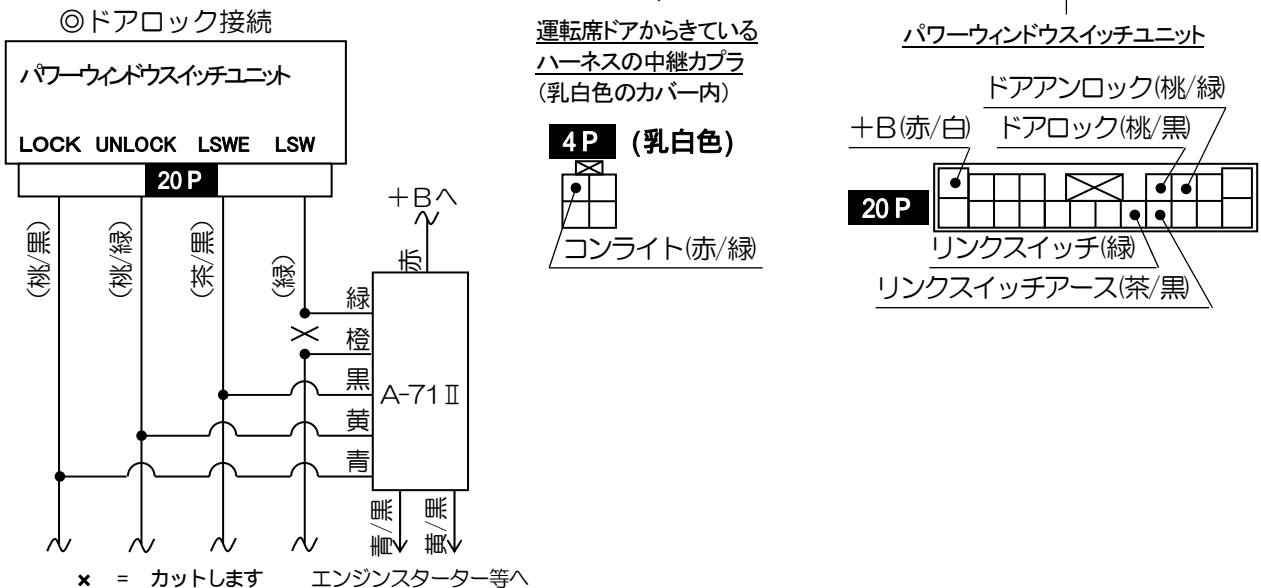 ◎ドアロック接続
パワーウィンドウスイッチユニット
LOCK UNLOCK LSWE LSW
20P
(桃/黒)
(桃/緑)
(茶/黒)
(緑)
+Bへ
赤
緑
橙
黒
黄
青
A-71Ⅱ
青/黒
黄/黒
× = カットします
エンジンスターター等へ
運転席ドアからきている
ハーネスの中継カプラ
(乳白色のカバー内)
4P (乳白色)
コンライト(赤/緑)
パワーウィンドウスイッチユニット
ドアアンロック(桃/緑)
+B(赤/白) ドアロック(桃/黒)
20P
リンクスイッチ(緑)
リンクスイッチアース(茶/黒)